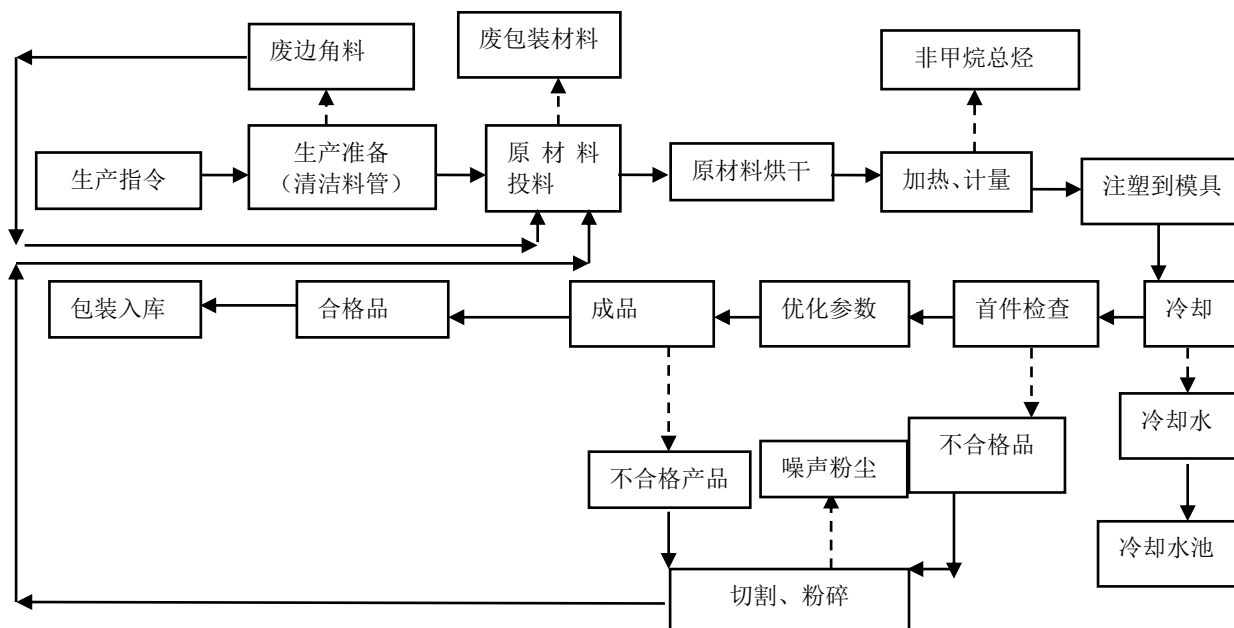 废边角料
废包装材料
非甲烷总烃
生产指令
生产准备
（清洁料管）
原材料
投料
原材料烘干
加热、计量
注塑到模具
包装入库
合格品
成品
优化参数
首件检查
冷却
冷却水
不合格产品
噪声粉尘
不合格品
冷却水池
切割、粉碎